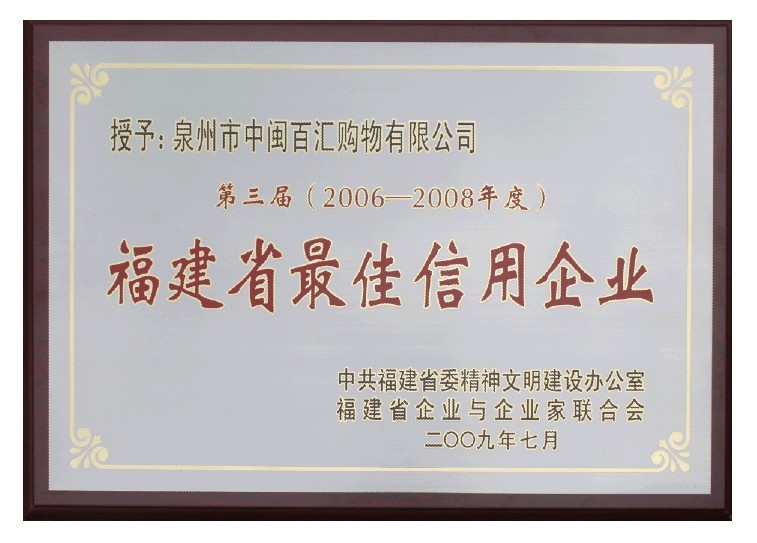 授予：泉州市中闽百汇购物有限公司
第三届（2006—2008年度）
福建省最佳信用企业
中共福建省委精神文明建设办公室
福建省企业与企业家联合会
二〇〇九年七月